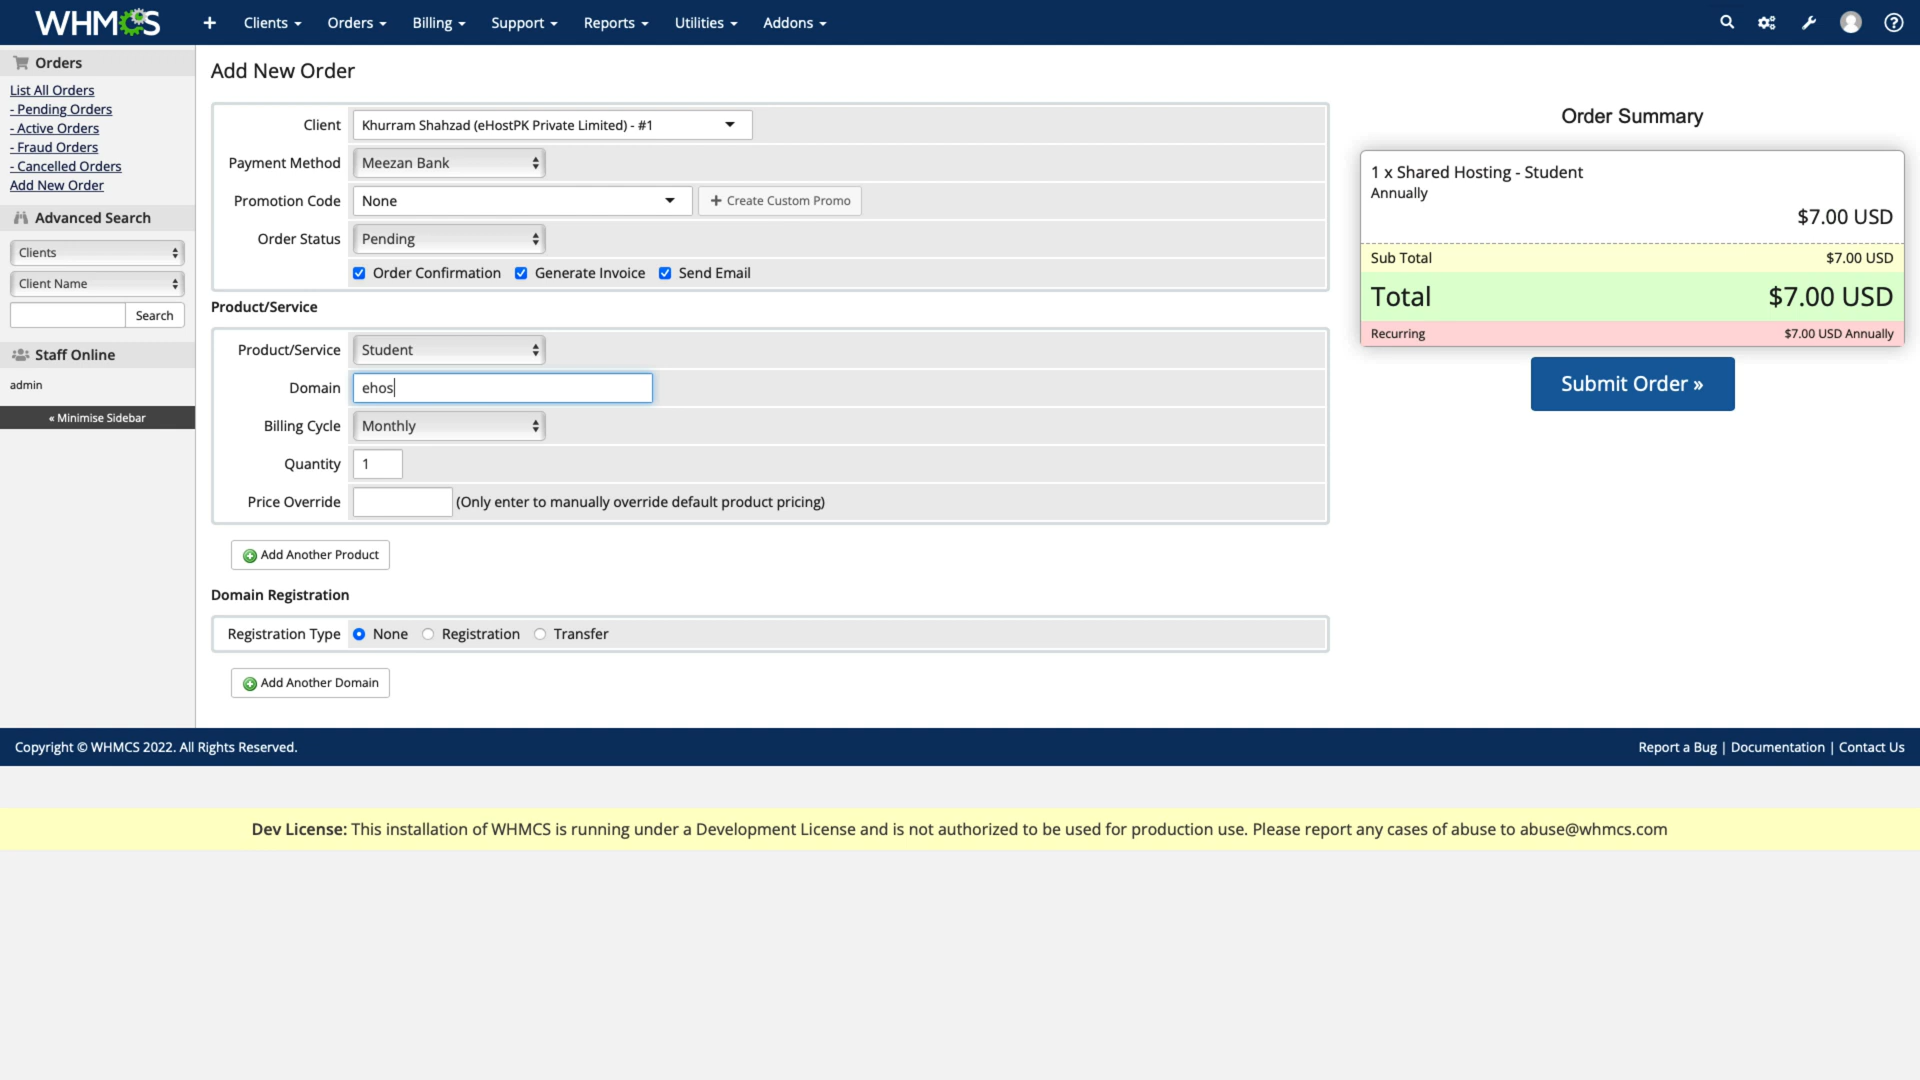 WHMCS
Clients
Orders
Billing
Support
Reports
Utilities
Addons
Orders
List All Orders
- Pending Orders
- Active Orders
- Fraud Orders
- Cancelled Orders
Add New Order
Advanced Search
Clients
Client Name
Search
Staff Online
admin
« Minimise Sidebar
Add New Order
Client
Khurram Shahzad (eHostPK Private Limited) - #1
Payment Method
Meezan Bank
Promotion Code
None
+ Create Custom Promo
Order Status
Pending
Order Confirmation
Generate Invoice
Send Email
Product/Service
Product/Service
Student
Domain
ehos
Billing Cycle
Monthly
Quantity
1
Price Override
(Only enter to manually override default product pricing)
Add Another Product
Domain Registration
Registration Type
None
Registration
Transfer
Add Another Domain
Order Summary
1 x Shared Hosting - Student
Annually
$7.00 USD
Sub Total
$7.00 USD
Total
$7.00 USD
Recurring
$7.00 USD Annually
Submit Order »
Copyright © WHMCS 2022. All Rights Reserved.
Report a Bug | Documentation | Contact Us
Dev License: This installation of WHMCS is running under a Development License and is not authorized to be used for production use. Please report any cases of abuse to abuse@whmcs.com